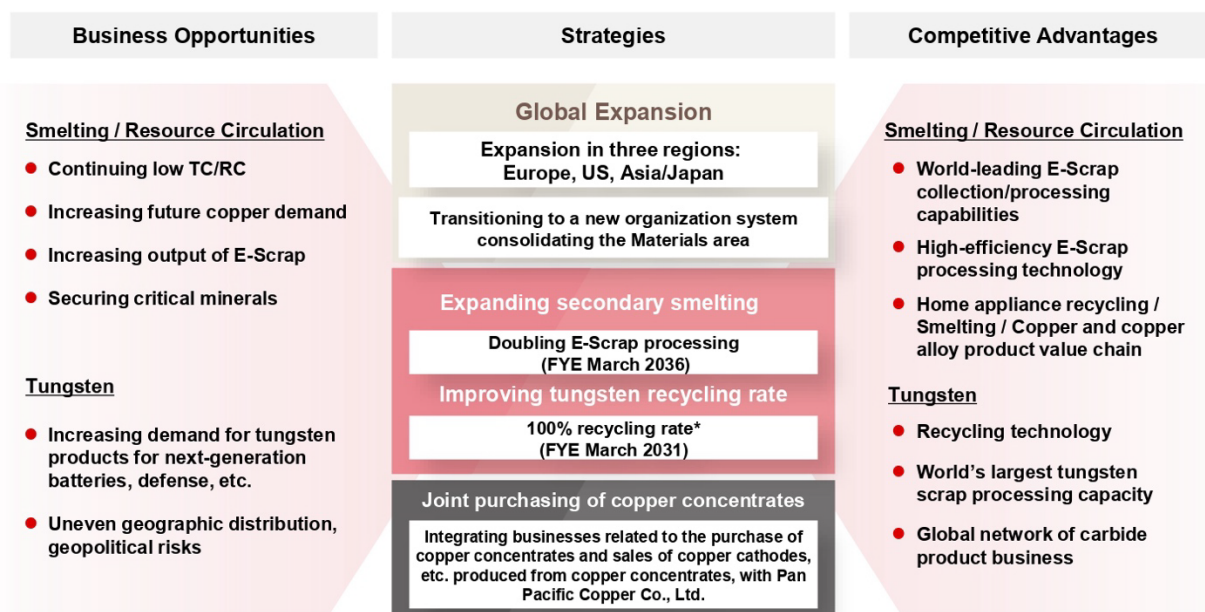 Business Opportunities
Smelting / Resource Circulation
Continuing low TC/RC
Increasing future copper demand
Increasing output of E-Scrap
Securing critical minerals
Tungsten
Increasing demand for tungsten
products for next-generation
batteries, defense, etc.
Uneven geographic distribution,
geopolitical risks
Strategies
Global Expansion
Expansion in three regions:
Europe, US, Asia/Japan
Transitioning to a new organization system
consolidating the Materials area
Expanding secondary smelting
Doubling E-Scrap processing
(FYE March 2036)
Improving tungsten recycling rate
100% recycling rate*
(FYE March 2031)
Joint purchasing of copper concentrates
Integrating businesses related to the purchase of
copper concentrates and sales of copper cathodes,
etc. produced from copper concentrates, with Pan
Pacific Copper Co., Ltd.
Competitive Advantages
Smelting / Resource Circulation
World-leading E-Scrap
collection/processing
capabilities
High-efficiency E-Scrap
processing technology
Home appliance recycling /
Smelting / Copper and copper
alloy product value chain
Tungsten
Recycling technology
World's largest tungsten
scrap processing capacity
Global network of carbide
product business